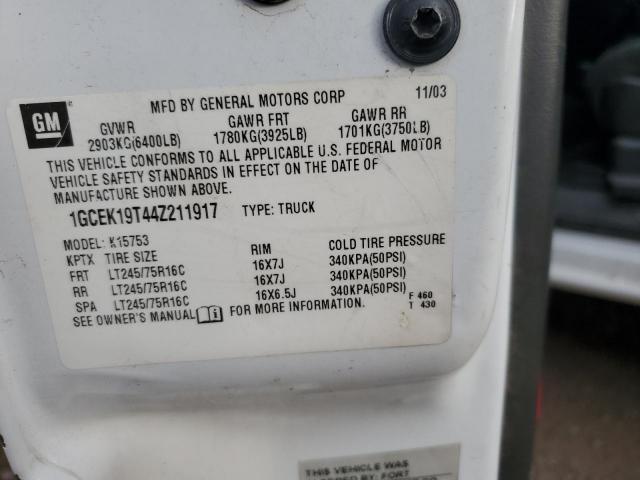 GM
MFD BY GENERAL MOTORS CORP 11/03
GVWR GAWR FRT GAWR RR
2903KG(6400LB) 1780KG(3925LB) 1701KG(3750LB)
THIS VEHICLE CONFORMS TO ALL APPLICABLE U.S. FEDERAL MOTOR
VEHICLE SAFETY STANDARDS IN EFFECT ON THE DATE OF
MANUFACTURE SHOWN ABOVE.
1GCEK19T44Z211917 TYPE: TRUCK
MODEL: K15753
KPTX TIRE SIZE RIM COLD TIRE PRESSURE
FRT LT245/75R16C 16X7J 340KPA(50PSI)
RR LT245/75R16C 16X7J 340KPA(50PSI)
SPA LT245/75R16C 16X6.5J 340KPA(50PSI)
SEE OWNER'S MANUAL FOR MORE INFORMATION. F 460
T 430
THIS VEHICLE WAS
BY: FORT